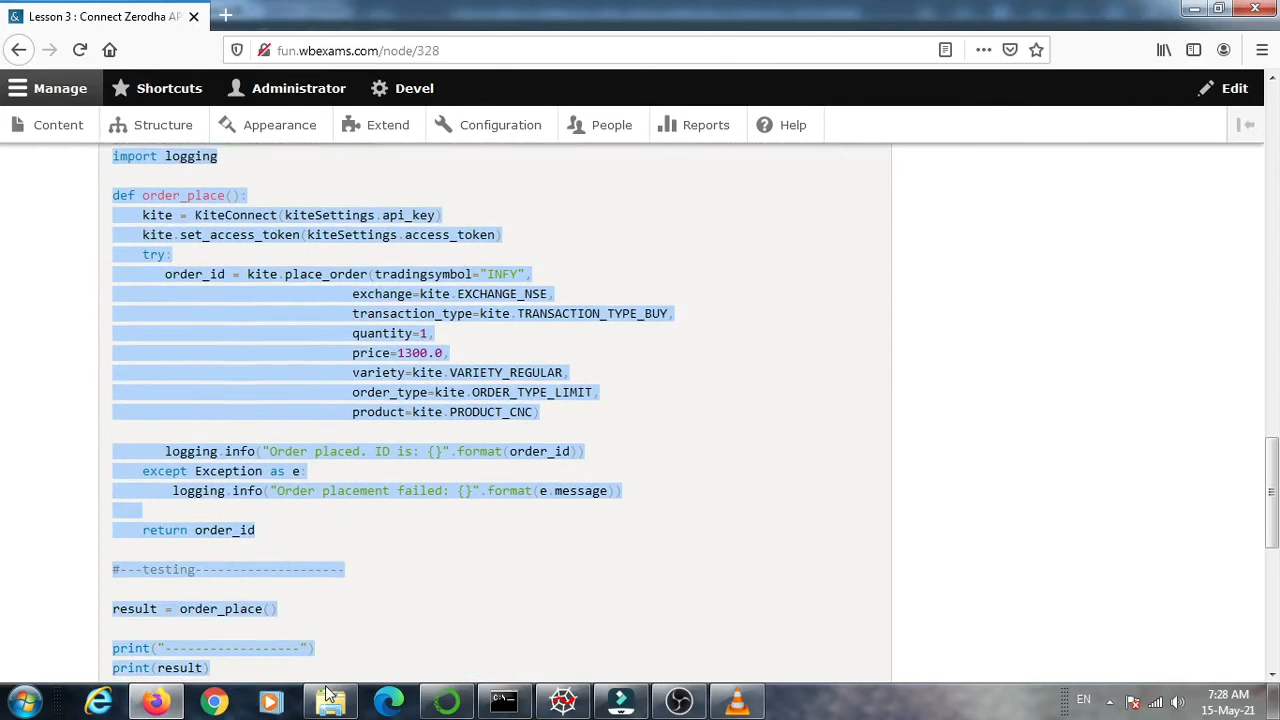 Lesson 3 : Connect Zerodha AP
fun.wbexams.com/node/328
Manage Shortcuts Administrator Devel Edit
Content Structure Appearance Extend Configuration People Reports Help
import logging
def order_place():
kite = KiteConnect(kiteSettings.api_key)
kite.set_access_token(kiteSettings.access_token)
try:
order_id = kite.place_order(tradingsymbol="INFY",
exchange=kite.EXCHANGE_NSE,
transaction_type=kite.TRANSACTION_TYPE_BUY,
quantity=1,
price=1300.0,
variety=kite.VARIETY_REGULAR,
order_type=kite.ORDER_TYPE_LIMIT,
product=kite.PRODUCT_CNC)
logging.info("Order placed. ID is: {}".format(order_id))
except Exception as e:
logging.info("Order placement failed: {}".format(e.message))
return order_id
#---testing--------------------
result = order_place()
print("------------------")
print(result)
EN 7:28 AM
15-May-21